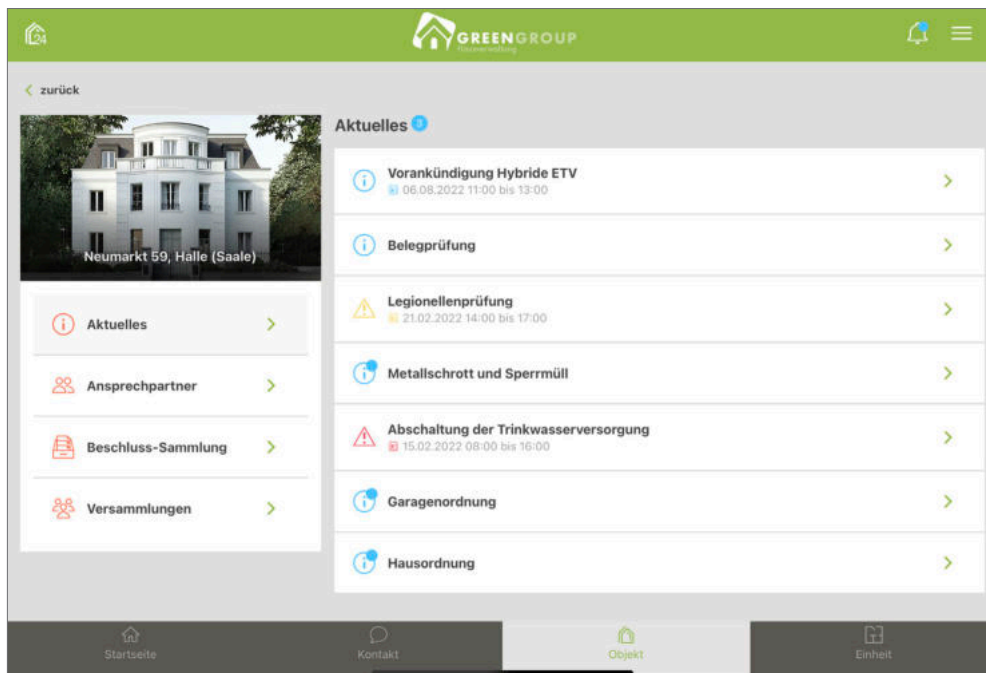 24
GREENGROUP
zurück
Neumarkt 59, Halle (Saale)
Aktuelles
Ansprechpartner
Beschluss-Sammlung
Versammlungen
Aktuelles 3
Vorankündigung Hybride ETV
06.08.2022 11:00 bis 13:00
Belegprüfung
Legionellenprüfung
21.02.2022 14:00 bis 17:00
Metallschrott und Sperrmüll
Abschaltung der Trinkwasserversorgung
15.02.2022 08:00 bis 16:00
Garagenordnung
Hausordnung
Startseite
Kontakt
Objekt
Einheit